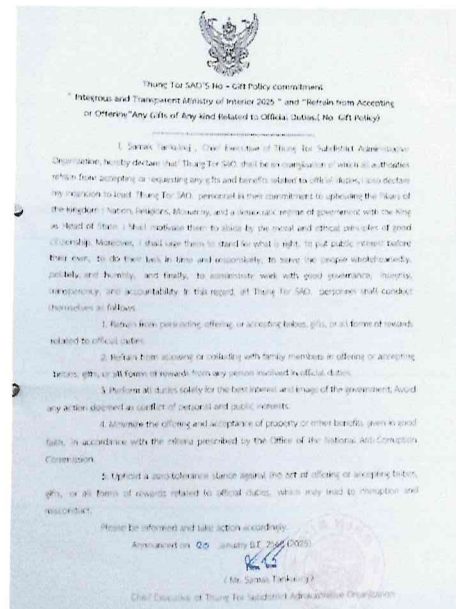 Thung Tor SAO'S No – Gift Policy commitment
" Integrous and Transparent Ministry of Interior 2025 " and "Refrain from Accepting
or Offering"Any Gifts of Any kind Related to Official Duties.( No Gift Policy)
I, Samas , Chief Executive of Thung Tor Subdistrict Administrative
Organization, hereby declare that Thung Tor SAO shall be an organization of which all authorities
refrain from accepting or requesting any gifts and benefits related to official duties, I also declare
my intension to lead Thung Tor SAO personnel in their commitment to upholding the Pillars of
the Kingdom : Nation, Religions, Monarchy, and a democratic regime of government with the King
as Head of State. I shall motivate them to abide by the moral and ethical principles of good
citizenship. Moreover, I shall urge them to stand for what is right, to put public interest before
their own, to do their task in time and responsively, to serve the people wholeheartedly,
politely, and humbly, and finally, to administrate work with good governance, integrity,
transparency, and accountability. In this regard, all Thung Tor SAO personnel shall conduct
themselves as follows.
1. Refrain from persuading, offering, or accepting bribes, gifts, or all forms of rewards
related to official duties.
2. Refrain from allowing or colluding with family members in offering or accepting
bribes, gifts, or all forms of rewards from any person involved in official duties.
3. Perform all duties solely for the best interest and image of the government, Avoid
any action deemed as conflict of personal and public interests.
4. Minimize the offering and acceptance of property or other benefits given in good
faith, in accordance with the criteria prescribed by the Office of the National Anti-Corruption
Commission.
5. Uphold a zero-tolerance stance against the act of offering or accepting bribes,
gifts, or all forms of rewards related to official duties, which may lead to corruption and
misconduct.
Please be informed and take action accordingly.
Announced on 20 January B.E. 2568 (2025)
( Mr. Samas )
Chief Executive of Thung Tor Subdistrict Administrative Organization